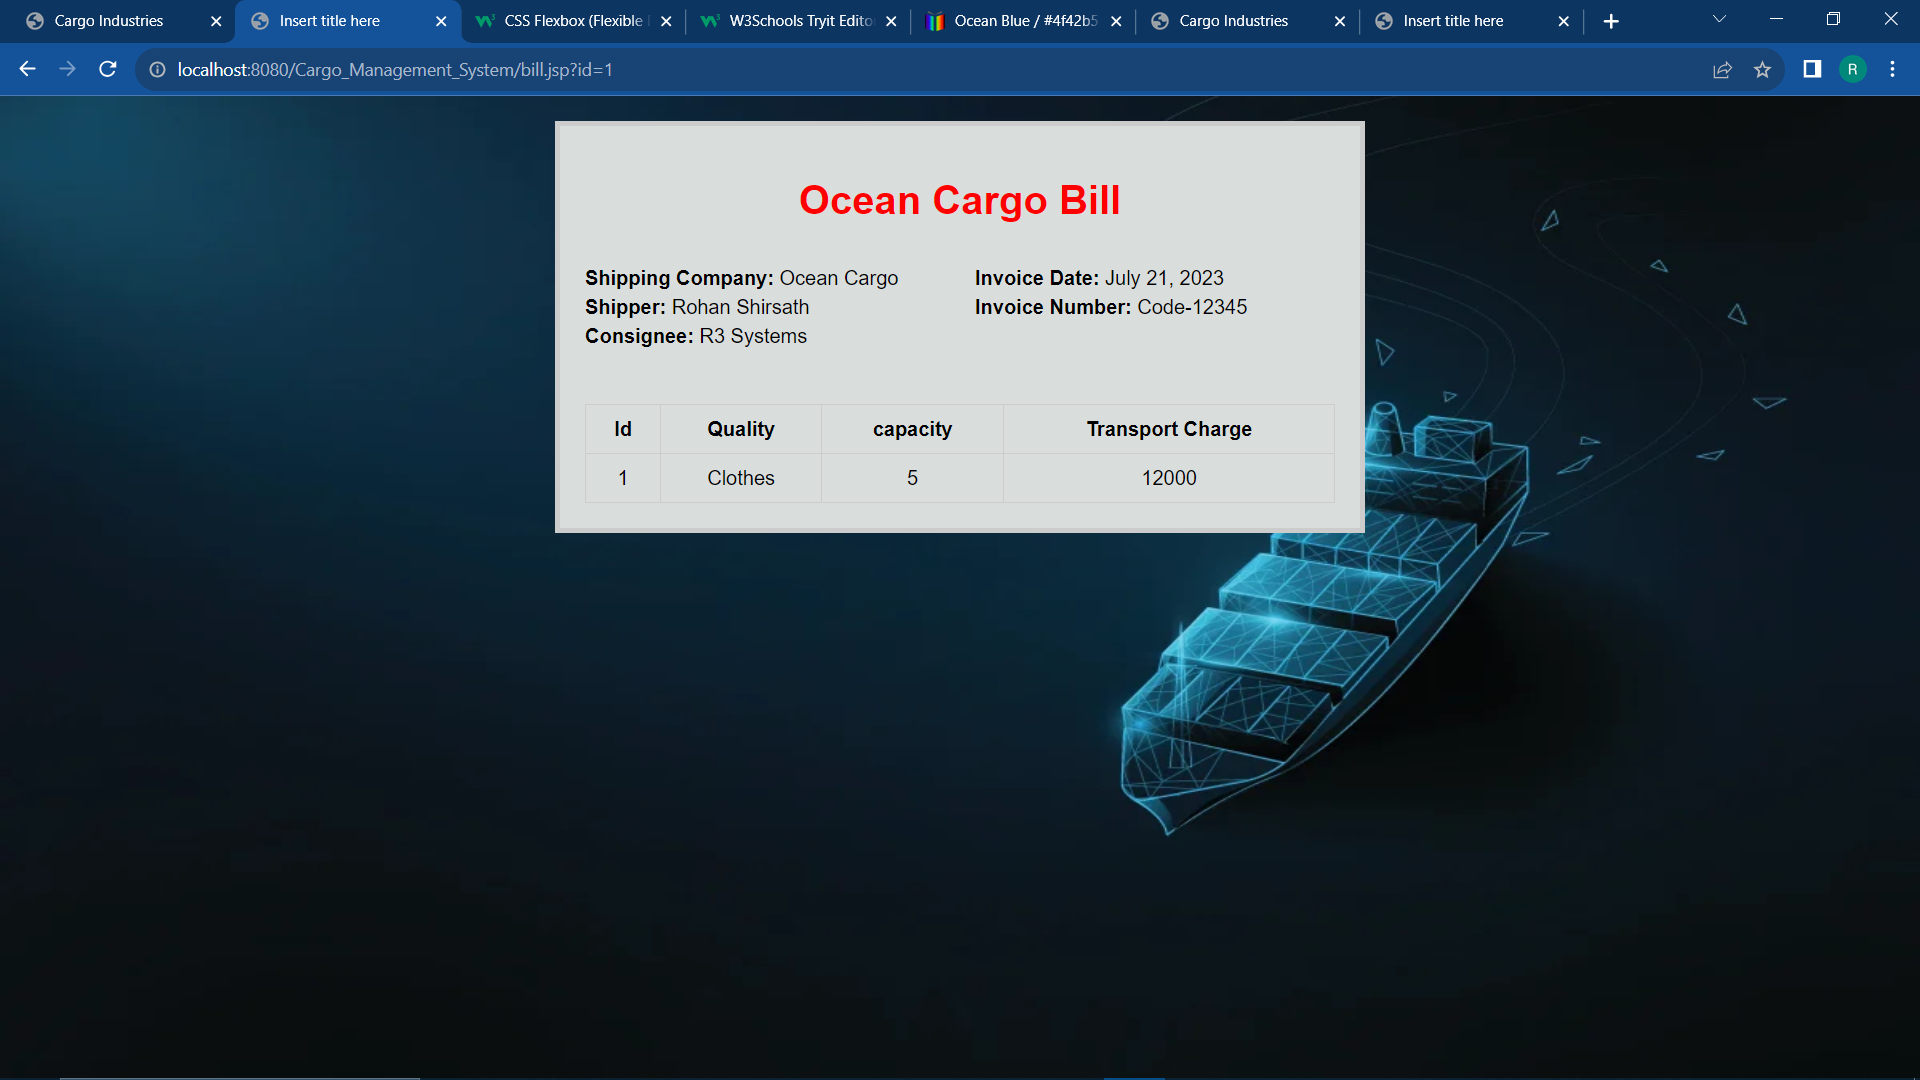 Cargo Industries
Insert title here
CSS Flexbox (Flexible
W3Schools Tryit Edito
Ocean Blue / #4f42b5
Cargo Industries
Insert title here
localhost:8080/Cargo_Management_System/bill.jsp?id=1
R
Ocean Cargo Bill
Shipping Company: Ocean Cargo
Shipper: Rohan Shirsath
Consignee: R3 Systems
Invoice Date: July 21, 2023
Invoice Number: Code-12345
Id Quality capacity Transport Charge
1 Clothes 5 12000